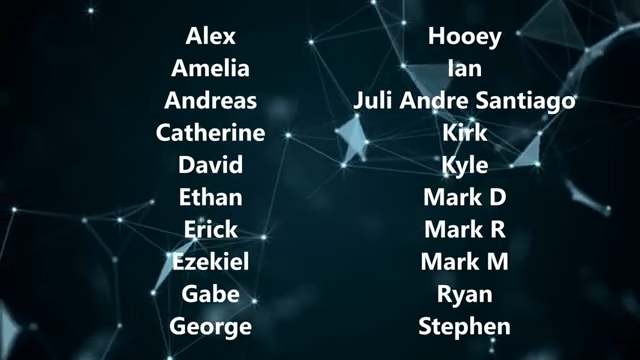 Alex
Amelia
Andreas
Catherine
David
Ethan
Erick
Ezekiel
Gabe
George
Hooey
Ian
Juli Andre Santiago
Kirk
Kyle
Mark D
Mark R
Mark M
Ryan
Stephen